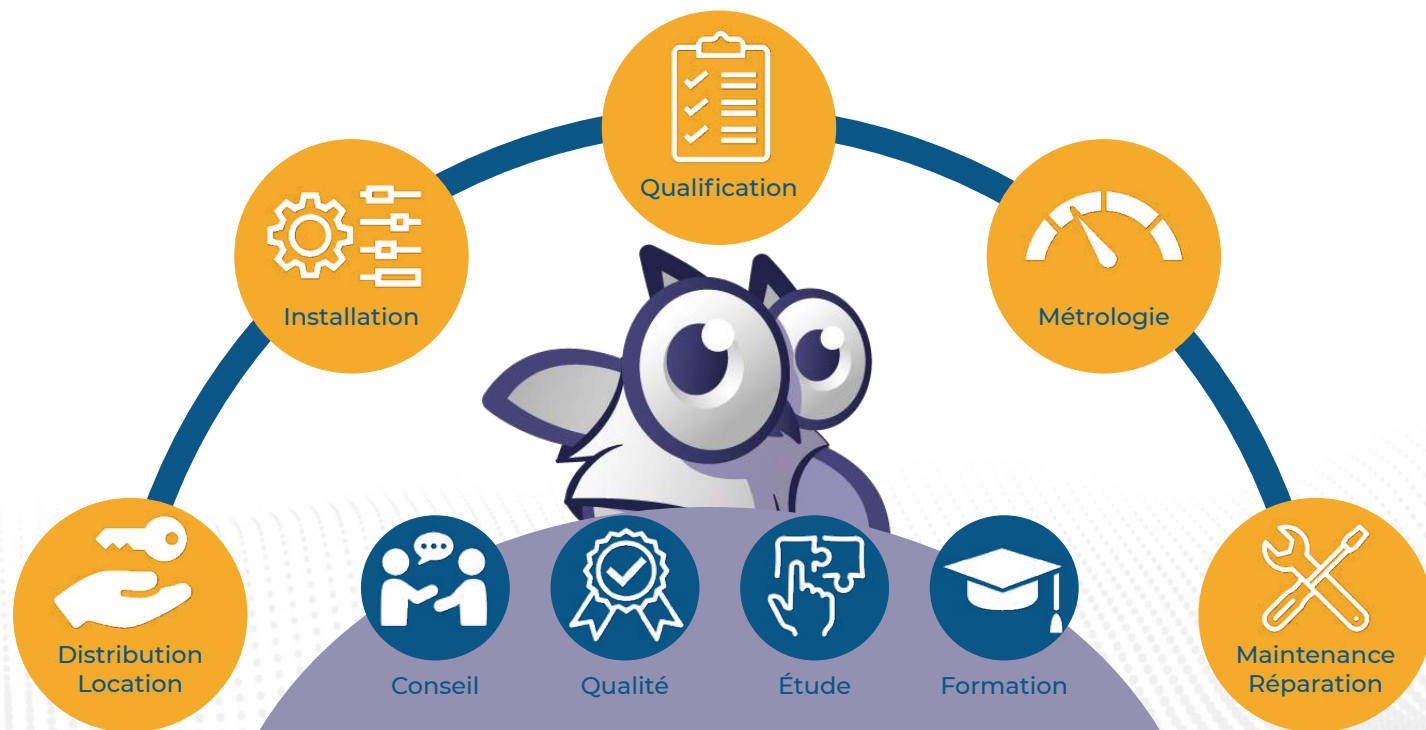 Qualification
Installation
Métrologie
Distribution
Location
Conseil
Qualité
Étude
Formation
Maintenance
Réparation